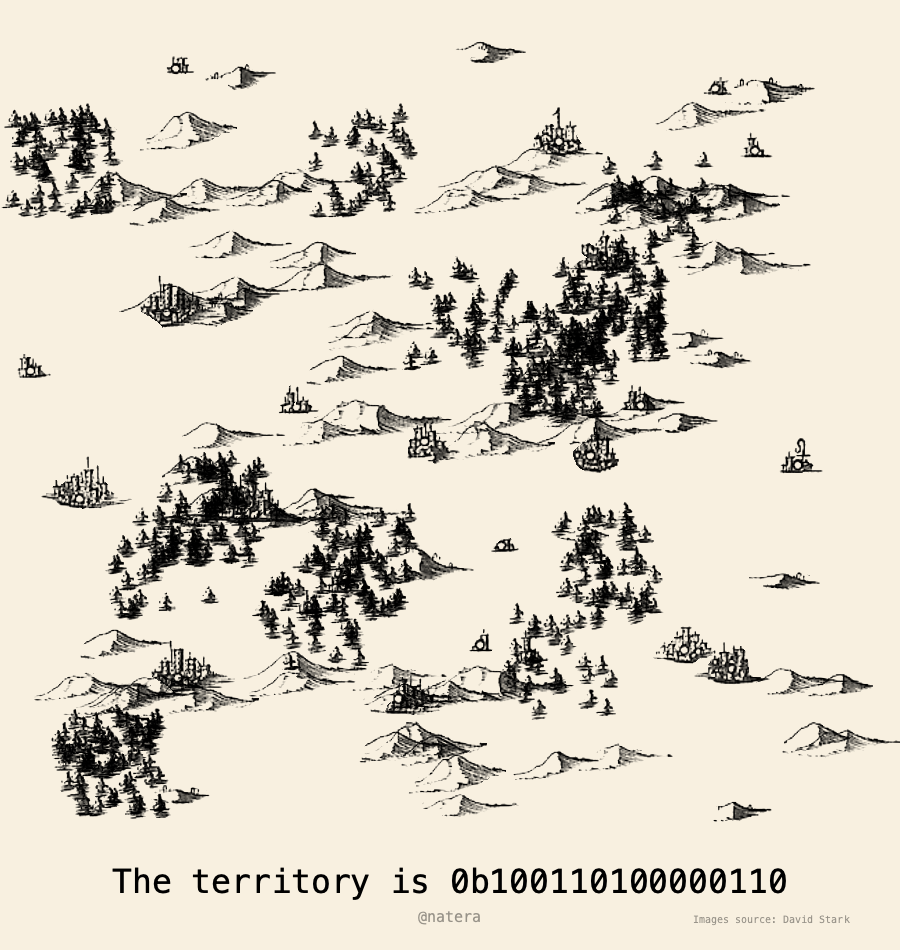 The territory is 0b100110100000110
@natera
Images source: David Stark